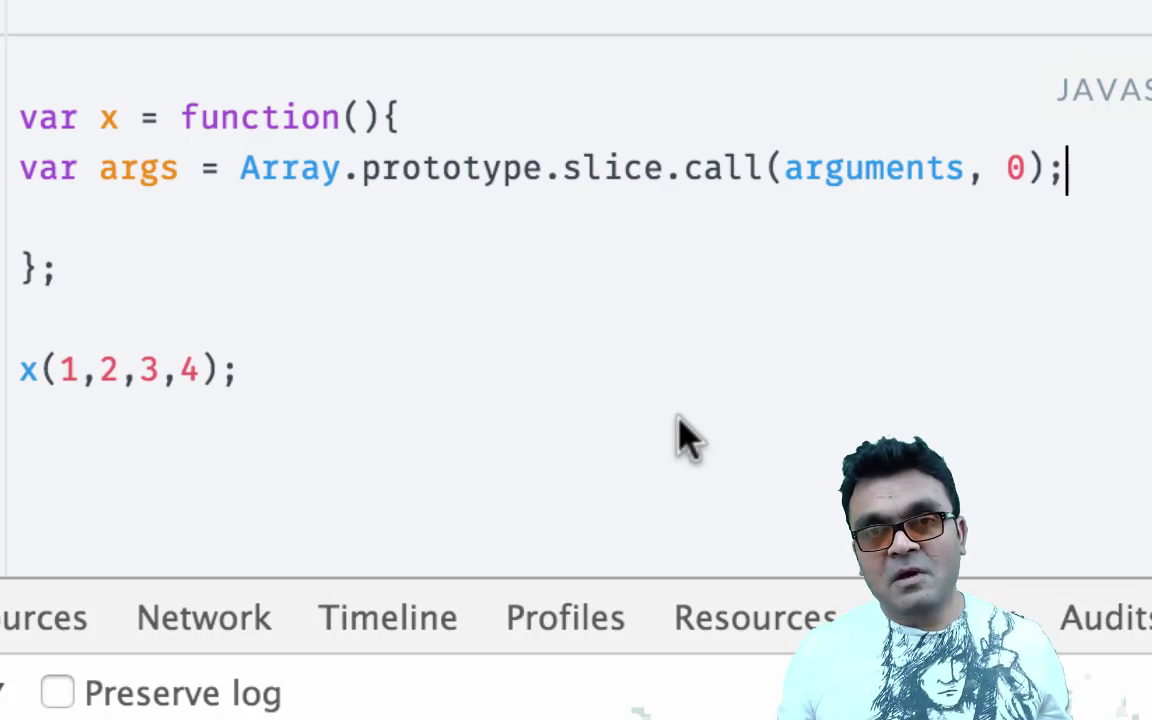 JAVAS
var x = function(){
var args = Array.prototype.slice.call(arguments, 0);
};
x(1,2,3,4);
ources Network Timeline Profiles Resources Audits
Preserve log